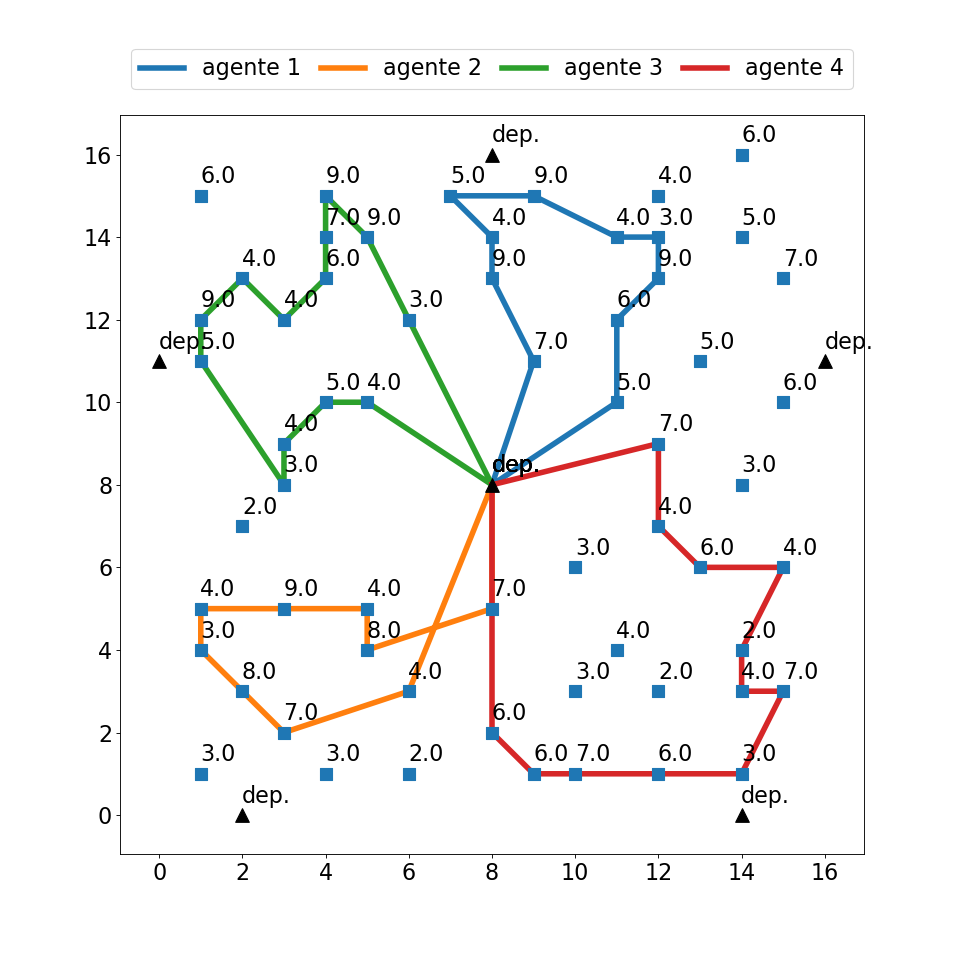 agente 1 agente 2 agente 3 agente 4
dep. 6.0
16
6.0 9.0 5.0 9.0 4.0
7.0 9.0 4.0 4.0 3.0 5.0
14
4.0 6.0 9.0 9.0 7.0
9.0 4.0 3.0 6.0
12
dep. 5.0 7.0 5.0 dep.
5.0 4.0 5.0 6.0
10
4.0 7.0
3.0 dep. dep. 3.0
8
2.0 4.0
3.0 6.0 4.0
6
4.0 9.0 4.0 7.0
3.0 8.0 4.0 2.0
4
8.0 4.0 3.0 2.0 4.0 7.0
7.0 6.0
2
3.0 3.0 2.0 6.0 7.0 6.0 3.0
dep. dep.
0
0 2 4 6 8 10 12 14 16